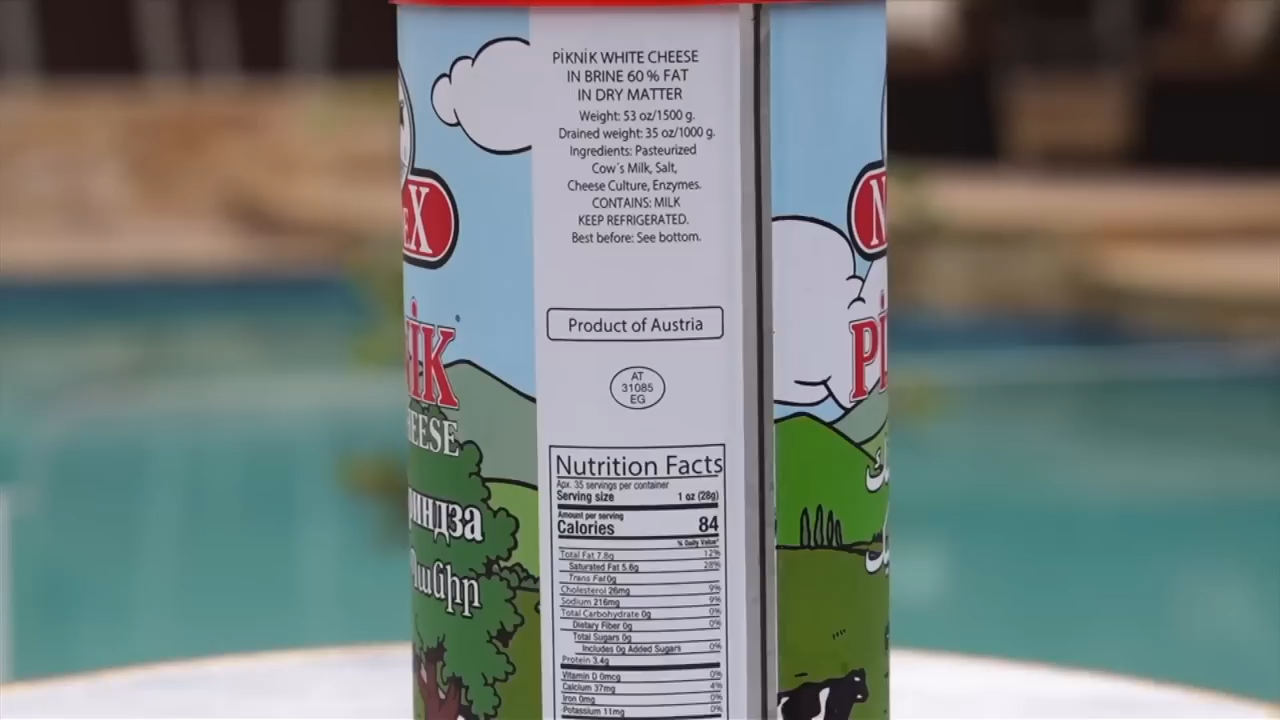 X
İK
HEESE
индза
Պանիր
PİKNİK WHITE CHEESE
IN BRINE 60 % FAT
IN DRY MATTER
Weight: 53 oz/1500 g.
Drained weight: 35 oz/1000 g.
Ingredients: Pasteurized
Cow´s Milk, Salt,
Cheese Culture, Enzymes.
CONTAINS: MILK
KEEP REFRIGERATED.
Best before: See bottom.
Product of Austria
AT
31085
EG
Nutrition Facts
Apx. 35 servings per container
Serving size 1 oz (28g)
Amount per serving
Calories 84
% Daily Value*
Total Fat 7.8g 12%
Saturated Fat 5.6g 28%
Trans Fat 0g
Cholesterol 26mg 9%
Sodium 216mg 9%
Total Carbohydrate 0g 0%
Dietary Fiber 0g 0%
Total Sugars 0g
Includes 0g Added Sugars 0%
Protein 3.4g
Vitamin D 0mcg 0%
Calcium 37mg 4%
Iron 0mg 0%
Potassium 11mg 0%
N
Pİ